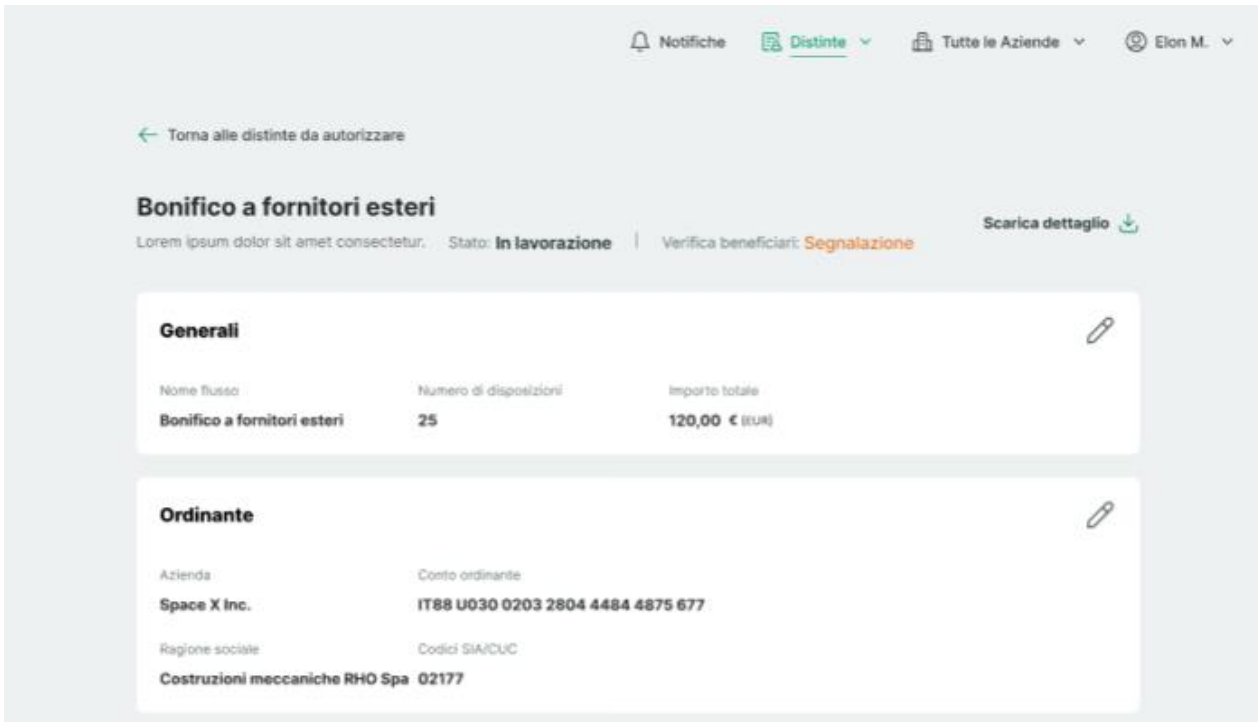 Notifiche Distinte Tutte le Aziende Elon M.
Torna alle distinte da autorizzare
Bonifico a fornitori esteri
Scarica dettaglio
Lorem ipsum dolor sit amet consectetur. Stato: In lavorazione Verifica beneficiari: Segnalazione
Generali
Nome flusso Numero di disposizioni Importo totale
Bonifico a fornitori esteri 25 120,00 € (EUR)
Ordinante
Azienda Conto ordinante
Space X Inc. IT88 U030 0203 2804 4484 4875 677
Ragione sociale Codici SIA/CUC
Costruzioni meccaniche RHO Spa 02177